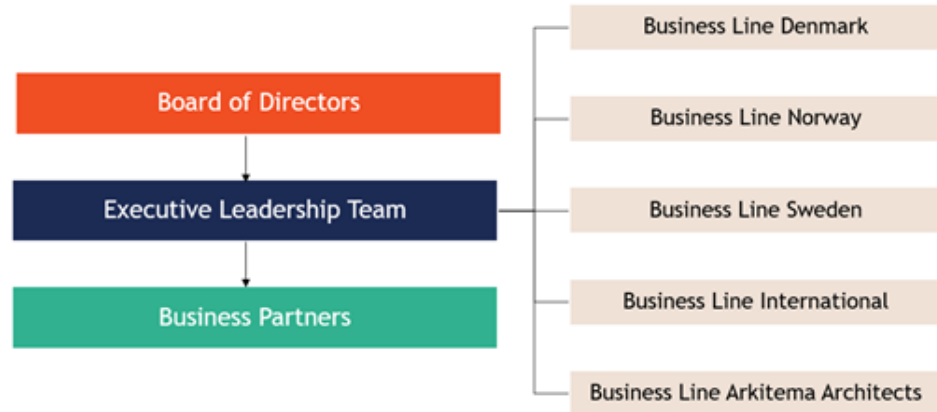 Board of Directors
Executive Leadership Team
Business Partners
Business Line Denmark
Business Line Norway
Business Line Sweden
Business Line International
Business Line Arkitema Architects